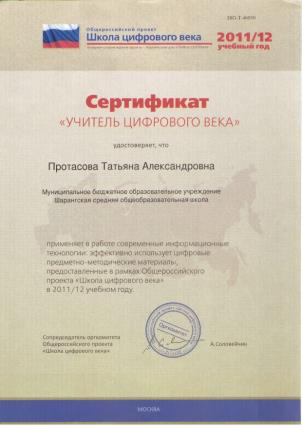 Общероссийский проект
Школа цифрового века
2011/12
учебный год
Сертификат
«УЧИТЕЛЬ ЦИФРОВОГО ВЕКА»
удостоверяет, что
Протасова Татьяна Александровна
Муниципальное бюджетное образовательное учреждение
Шарангская средняя общеобразовательная школа
применяет в работе современные информационные
технологии: эффективно использует цифровые
предметно-методические материалы,
предоставленные в рамках Общероссийского
проекта «Школа цифрового века»
в 2011/12 учебном году.
Сопредседатель оргкомитета
Общероссийского проекта
«Школа цифрового века»
Оргкомитет
А.Соловейчик
МОСКВА